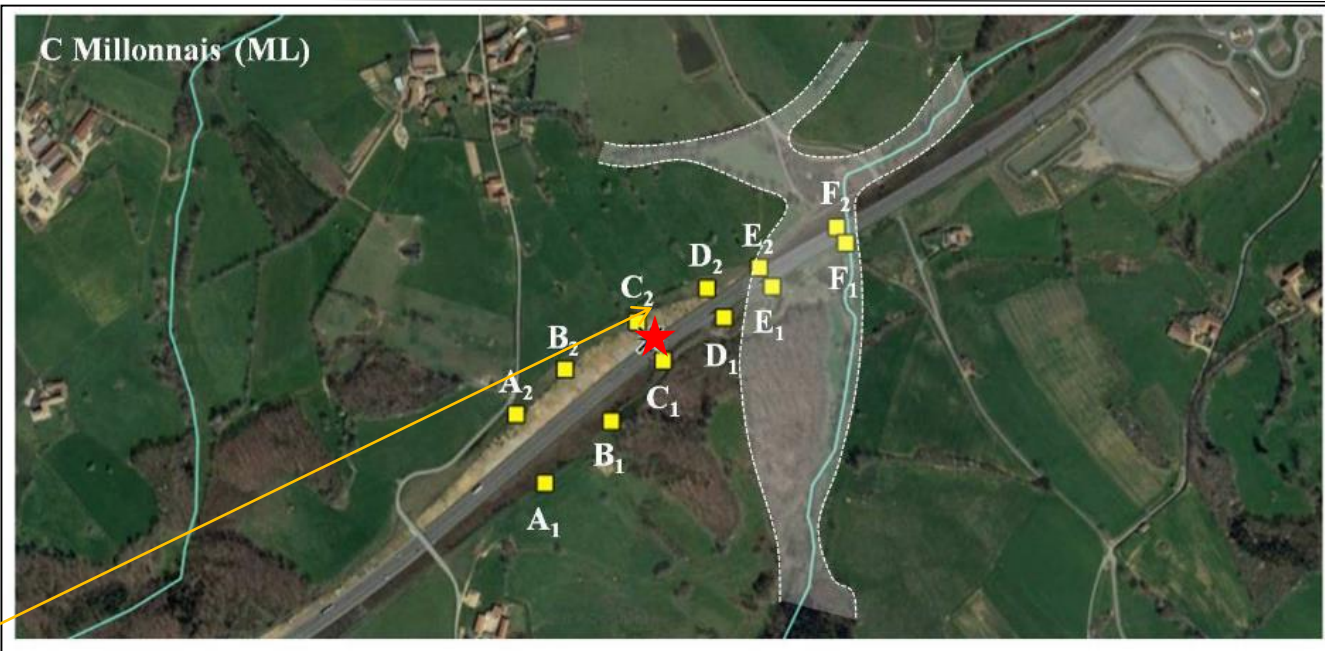 C Millonnais (ML)
F₂
E₂
F₁
D₂
E₁
C₂
D₁
B₂
C₁
A₂
B₁
A₁